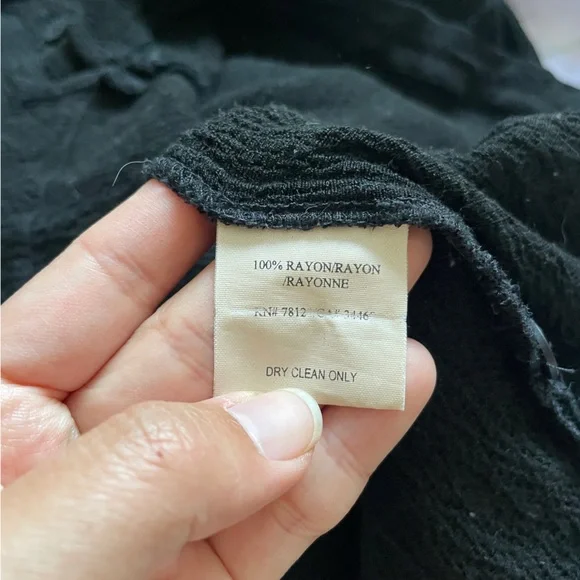 100% RAYON/RAYON
/RAYONNE
RN# 7812
DRY CLEAN ONLY